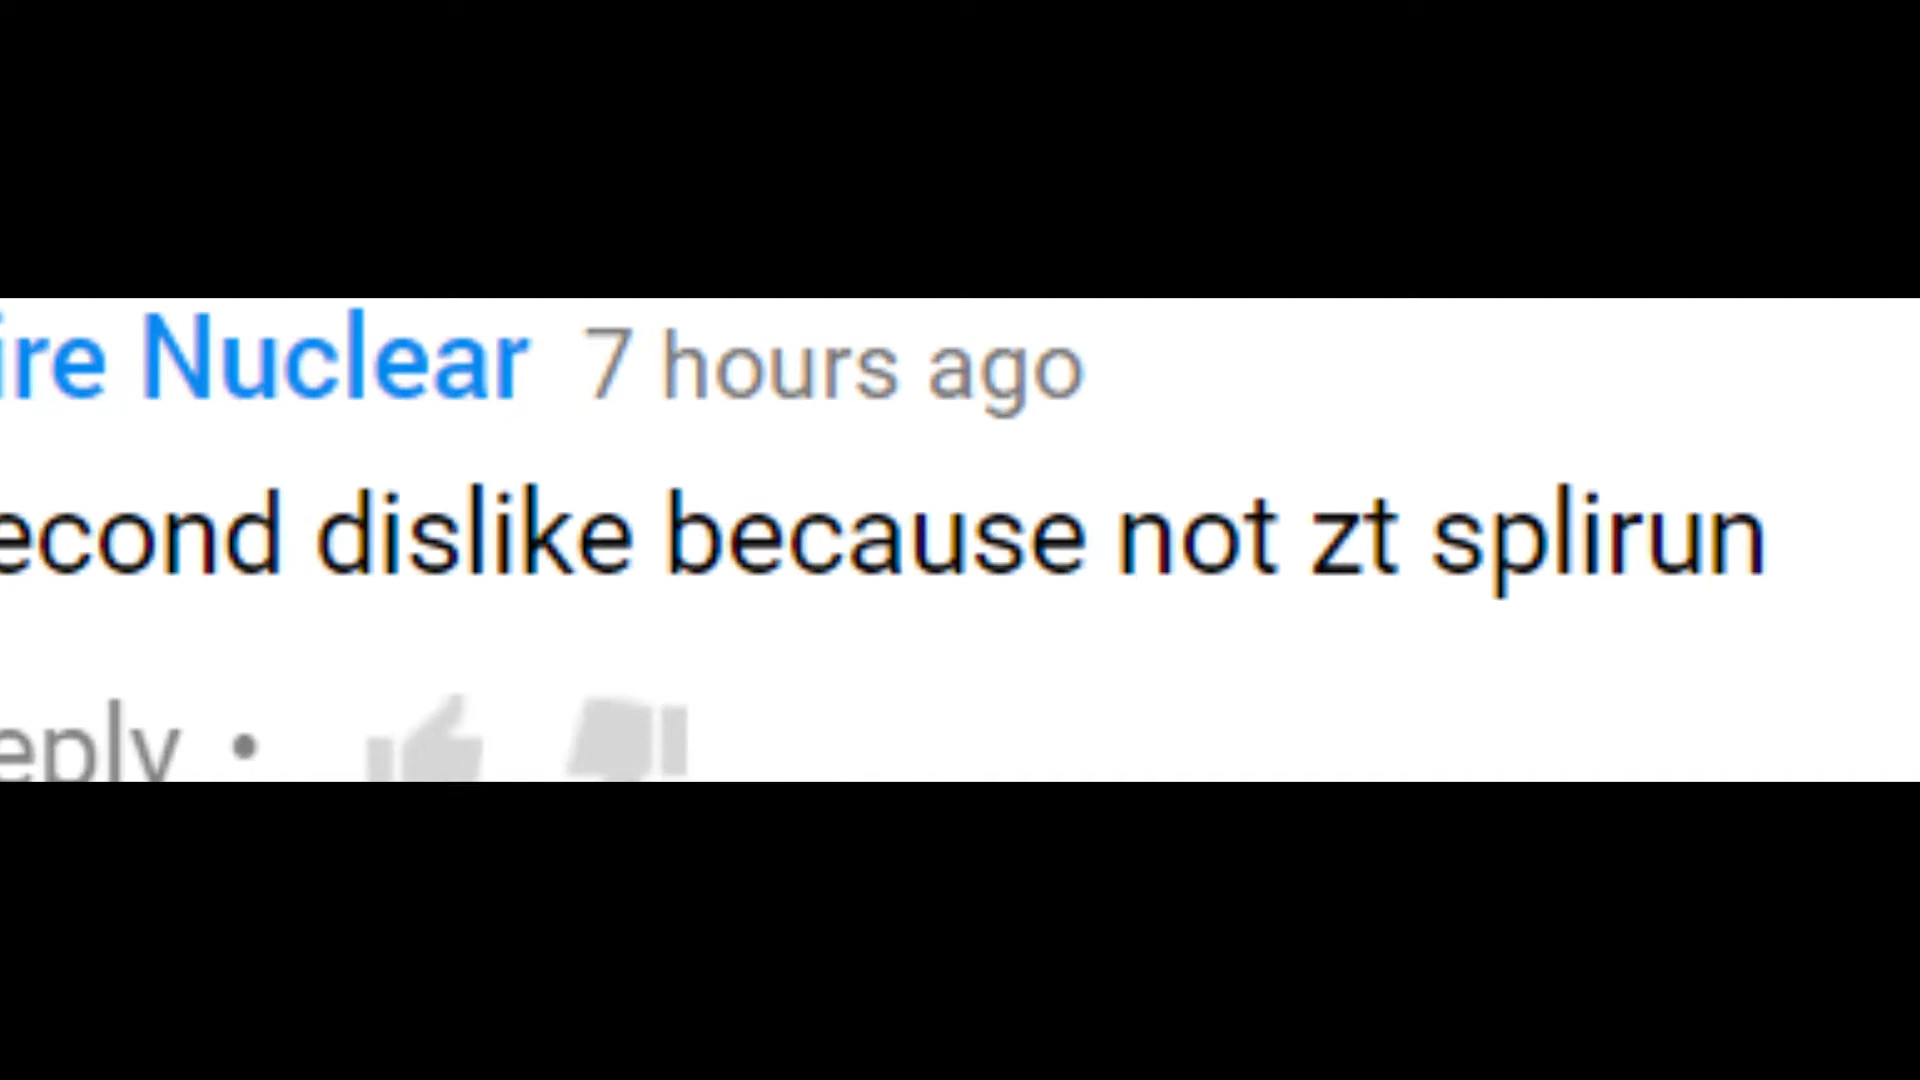 ire Nuclear 7 hours ago
econd dislike because not zt splirun
eply •